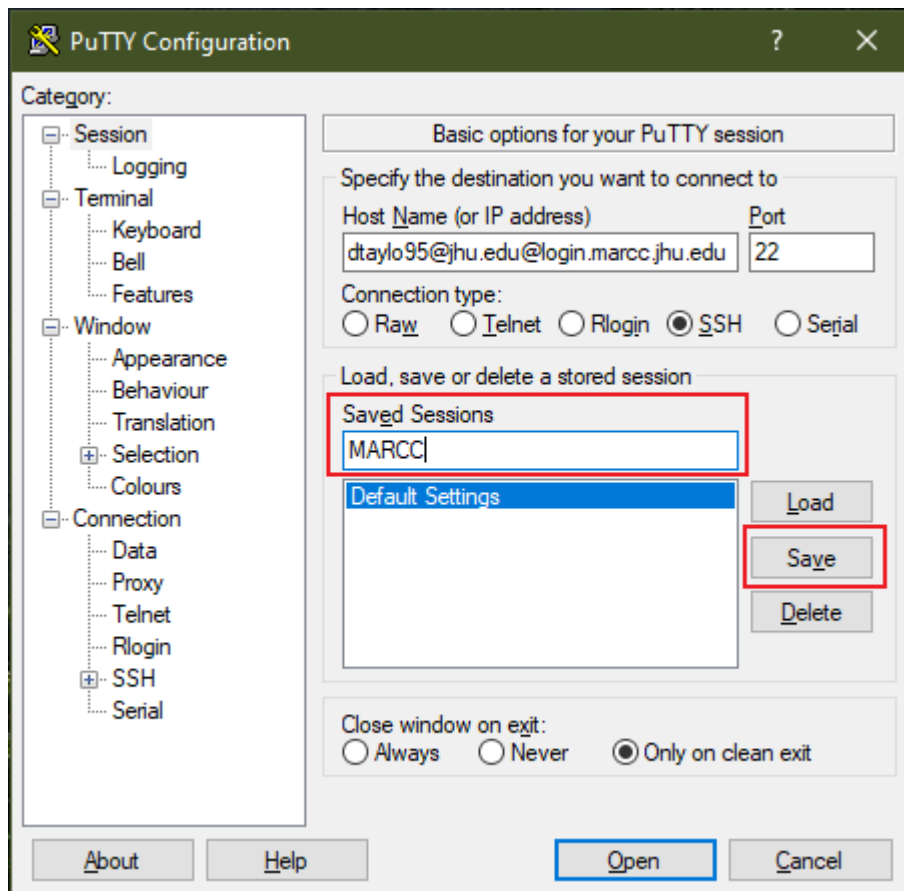 PuTTY Configuration
?
Category:
Session
Logging
Terminal
Keyboard
Bell
Features
Window
Appearance
Behaviour
Translation
Selection
Colours
Connection
Data
Proxy
Telnet
Rlogin
SSH
Serial
Basic options for your PuTTY session
Specify the destination you want to connect to
Host Name (or IP address) Port
dtaylo95@jhu.edu@login.marcc.jhu.edu 22
Connection type:
Raw Telnet Rlogin SSH Serial
Load, save or delete a stored session
Saved Sessions
MARCC
Default Settings
Load
Save
Delete
Close window on exit:
Always Never Only on clean exit
About Help Open Cancel